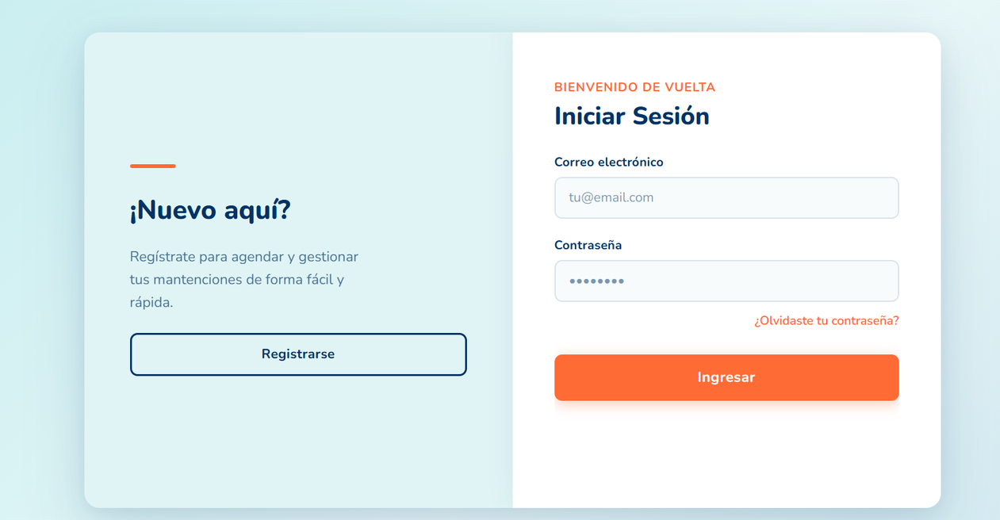 ¡Nuevo aquí?
Regístrate para agendar y gestionar
tus mantenciones de forma fácil y
rápida.
Registrarse
BIENVENIDO DE VUELTA
Iniciar Sesión
Correo electrónico
tu@email.com
Contraseña
••••••••
¿Olvidaste tu contraseña?
Ingresar